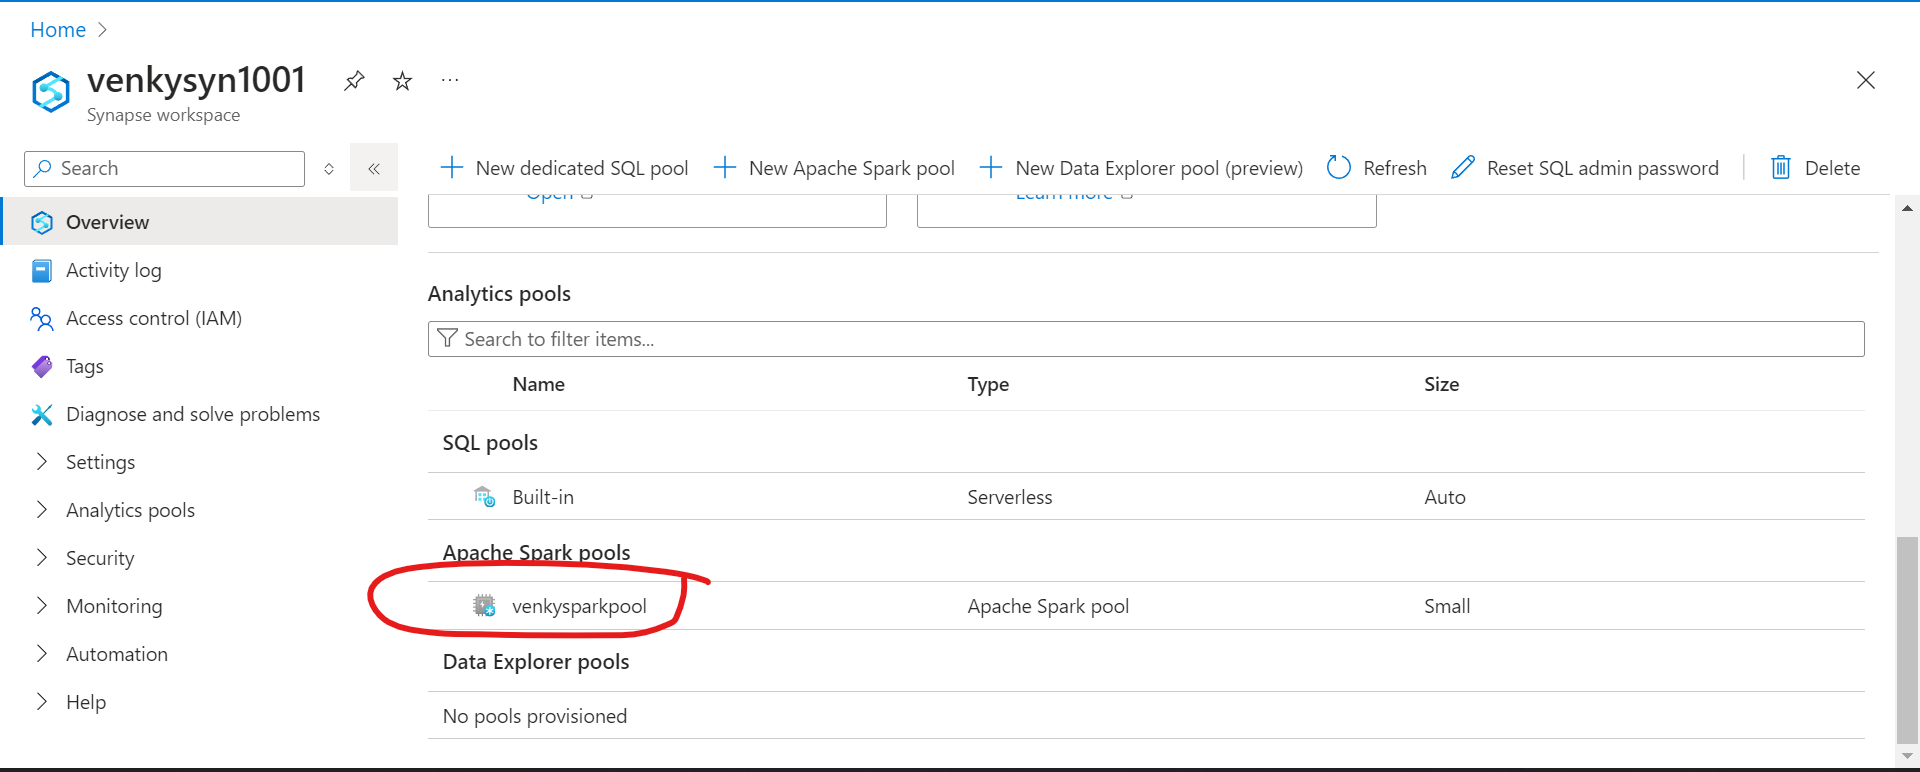 Home
venkysyn1001
Synapse workspace
Search
New dedicated SQL pool New Apache Spark pool New Data Explorer pool (preview) Refresh Reset SQL admin password Delete
Open Learn more
Overview
Activity log
Access control (IAM)
Tags
Diagnose and solve problems
Settings
Analytics pools
Security
Monitoring
Automation
Help
Analytics pools
Search to filter items...
Name Type Size
SQL pools
Built-in Serverless Auto
Apache Spark pools
venkysparkpool Apache Spark pool Small
Data Explorer pools
No pools provisioned